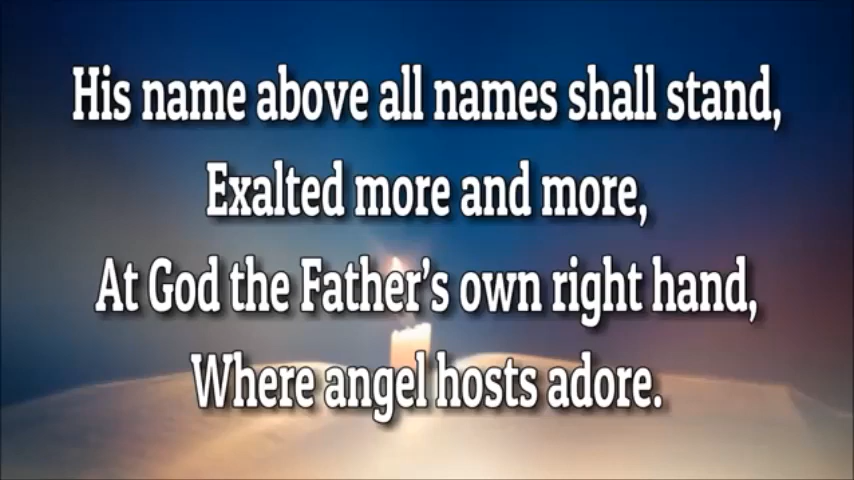 His name above all names shall stand,
Exalted more and more,
At God the Father’s own right hand,
Where angel hosts adore.